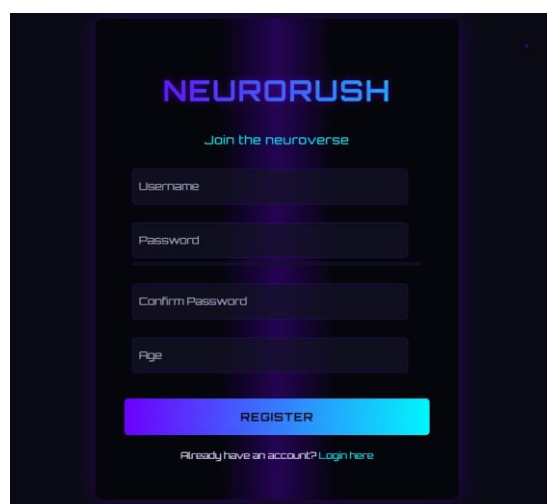 NEURORUSH
Join the neuroverse
Username
Password
Confirm Password
Age
REGISTER
Already have an account? Login here